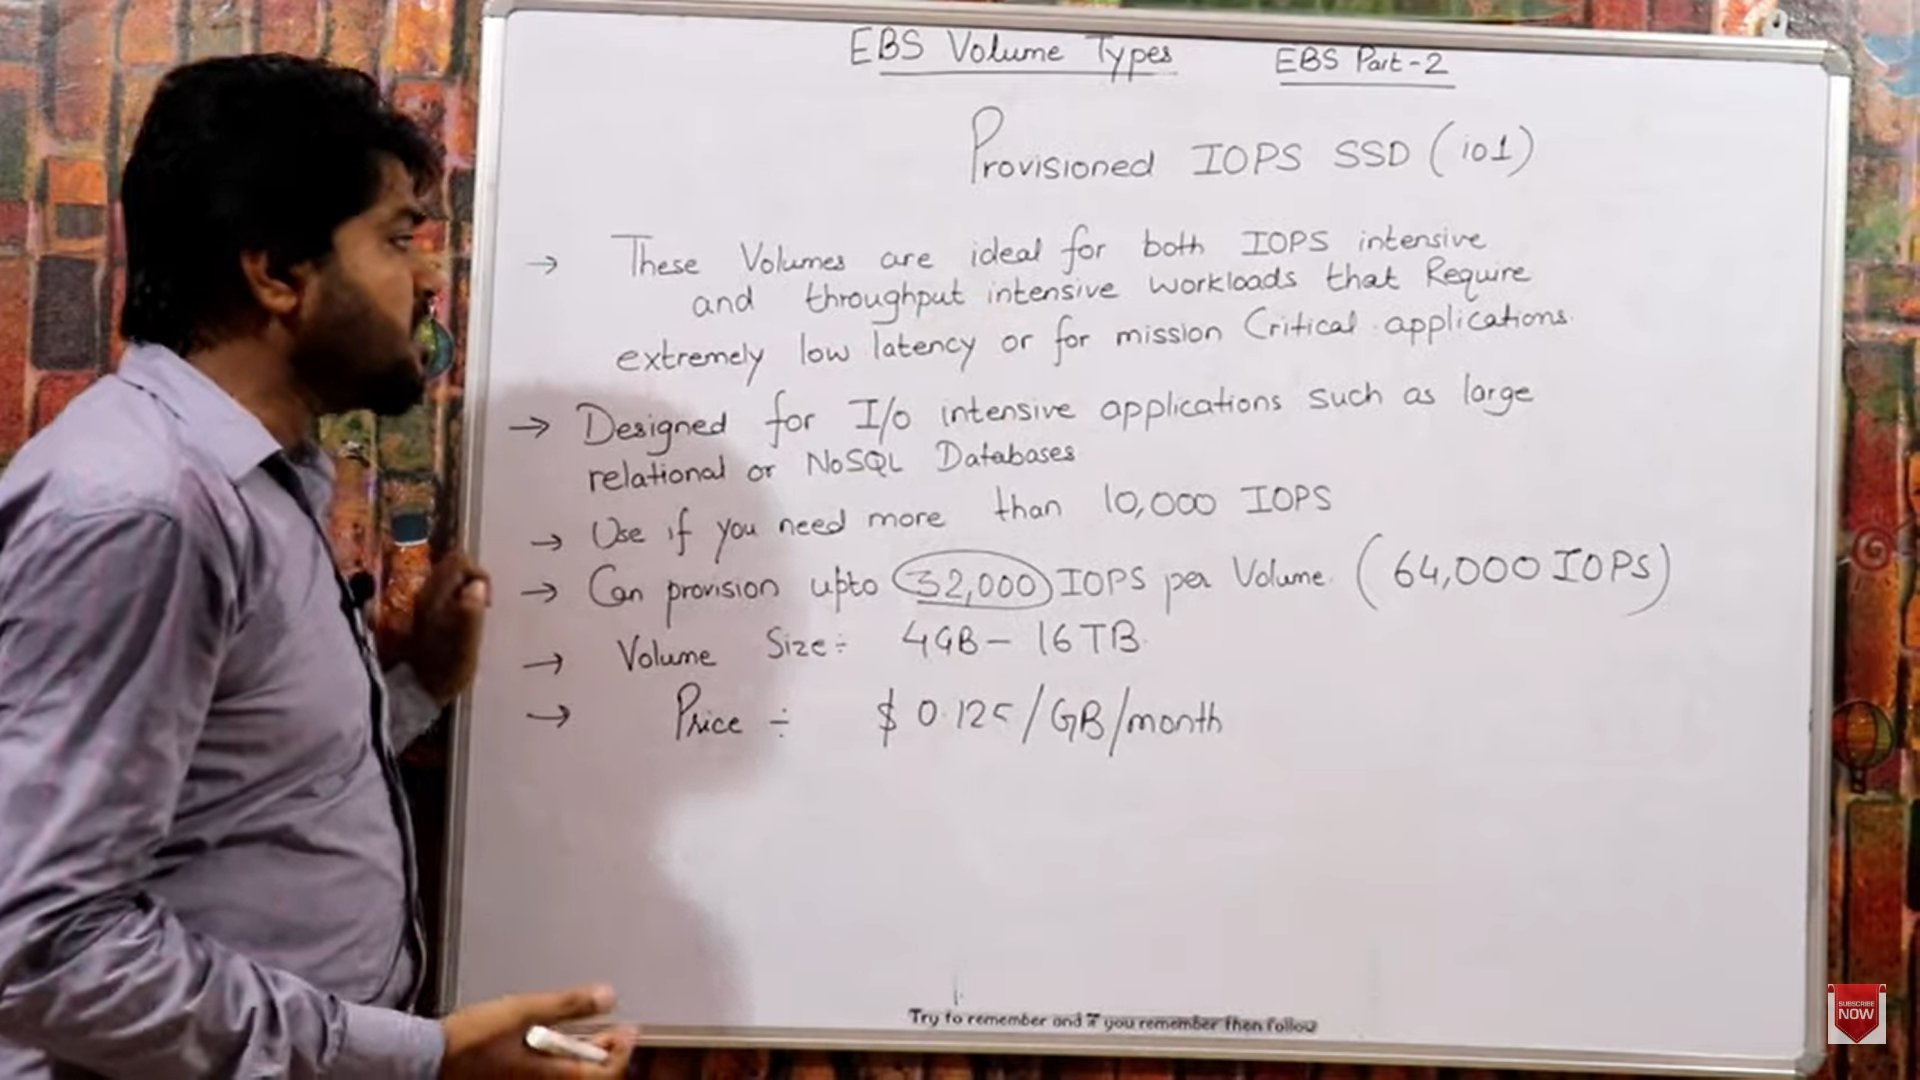 EBS Volume Types EBS Part-2
Provisioned IOPS SSD (io1)
→ These Volumes are ideal for both IOPS intensive
and throughput intensive workloads that Require
extremely low latency or for mission Critical applications.
→ Designed for I/o intensive applications such as large
relational or NoSQL Databases
→ Use if you need more than 10,000 IOPS
→ Can provision upto 32,000 IOPS per Volume. (64,000 IOPS)
→ Volume Size÷ 4GB – 16TB.
→ Price ÷ $ 0.125/GB/month
Try to remember and if you remember then follow
SUBSCRIBE
NOW